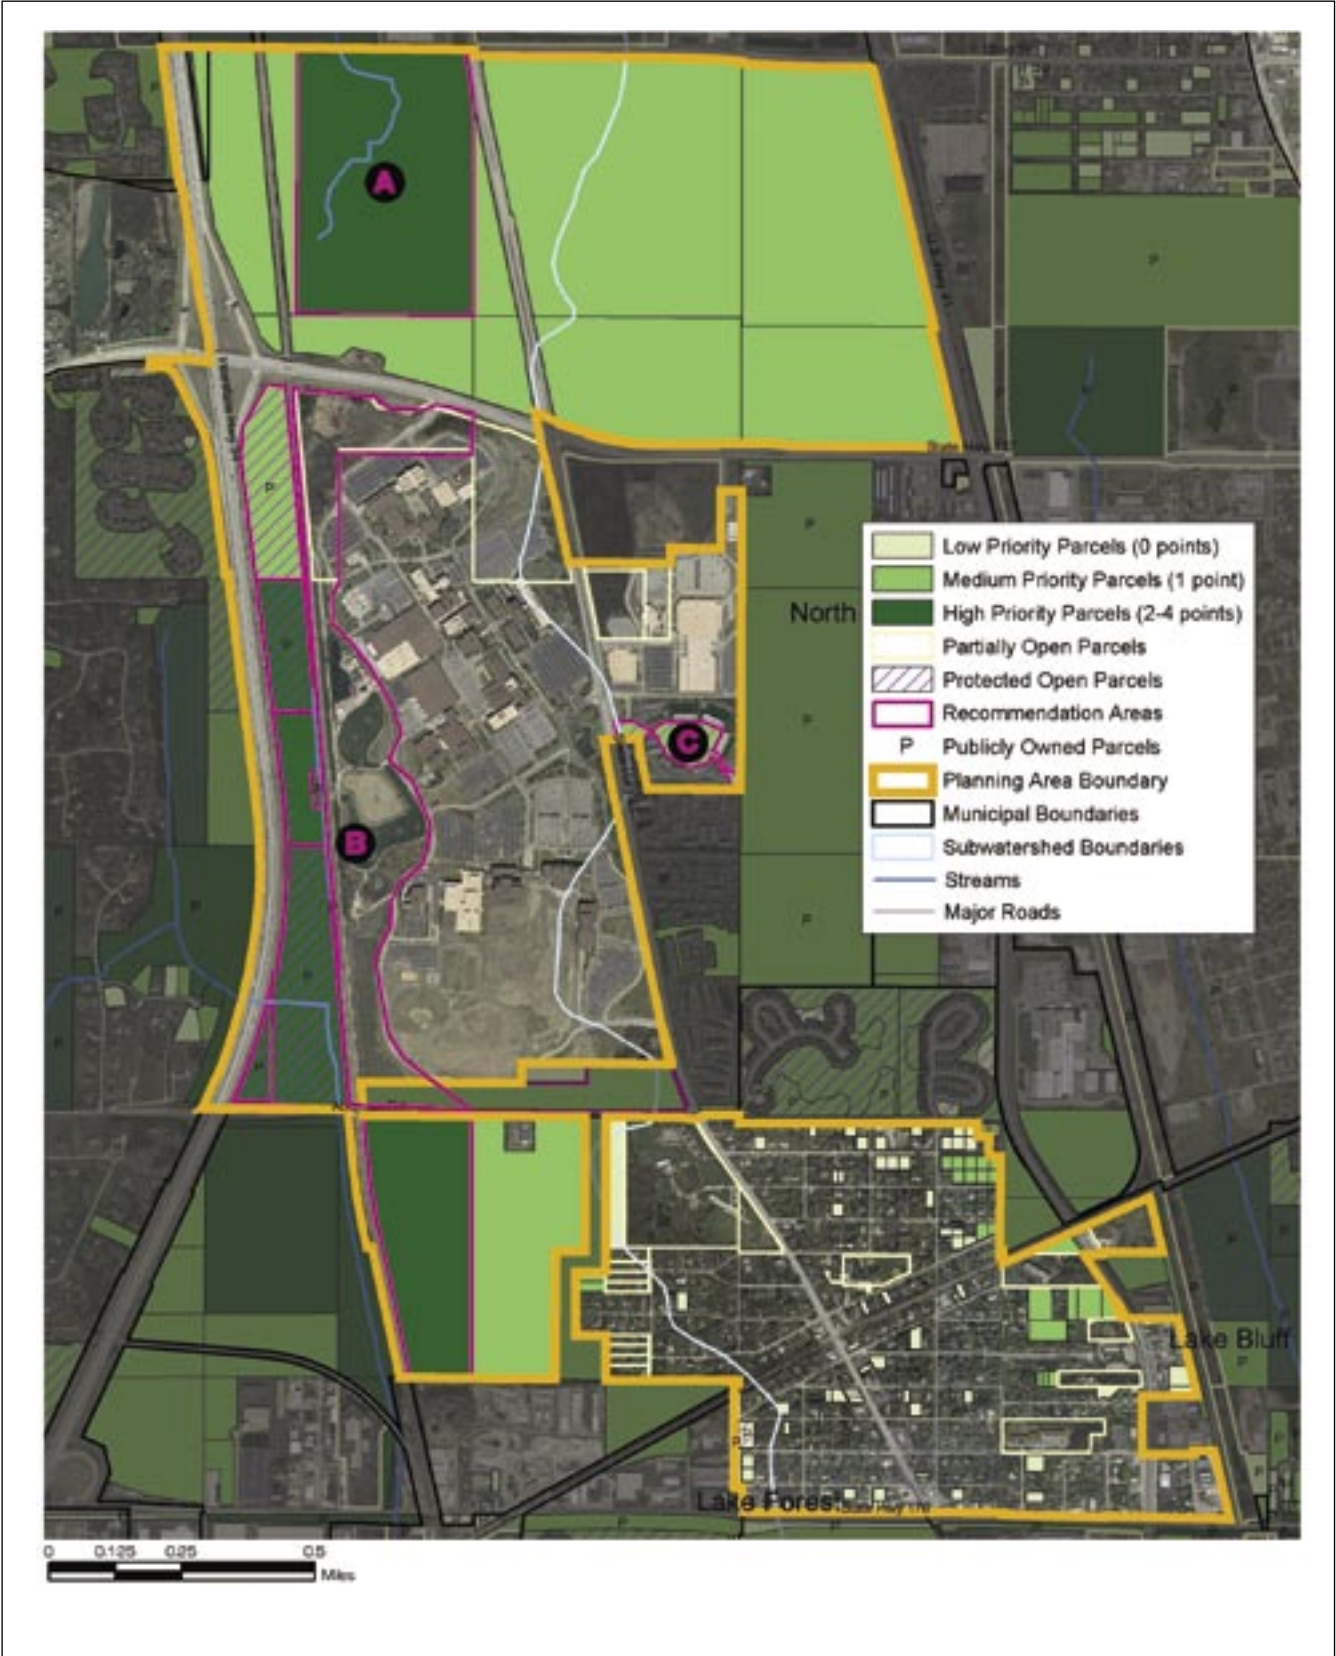 A
P
P
P
North
Low Priority Parcels (0 points)
Medium Priority Parcels (1 point)
High Priority Parcels (2-4 points)
Partially Open Parcels
Protected Open Parcels
Recommendation Areas
P Publicly Owned Parcels
Planning Area Boundary
Municipal Boundaries
Subwatershed Boundaries
Streams
Major Roads
C
P
B
P
P
P
P
Lake Bluff
P
Lake Forest
0 0.125 0.25 0.5
Miles